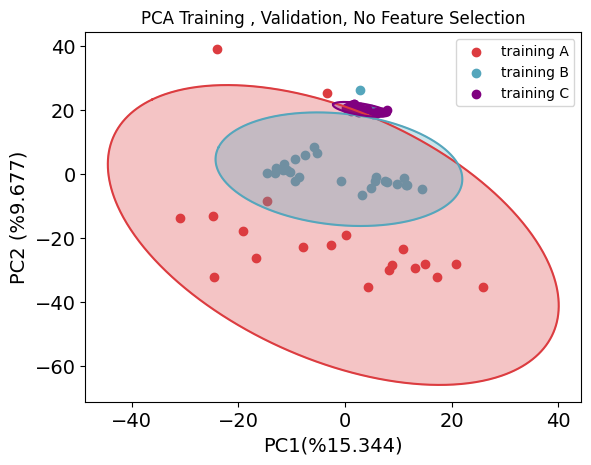 PCA Training , Validation, No Feature Selection
training A
training B
training C
PC2 (%9.677)
40
20
0
−20
−40
−60
−40
−20
0
20
40
PC1(%15.344)